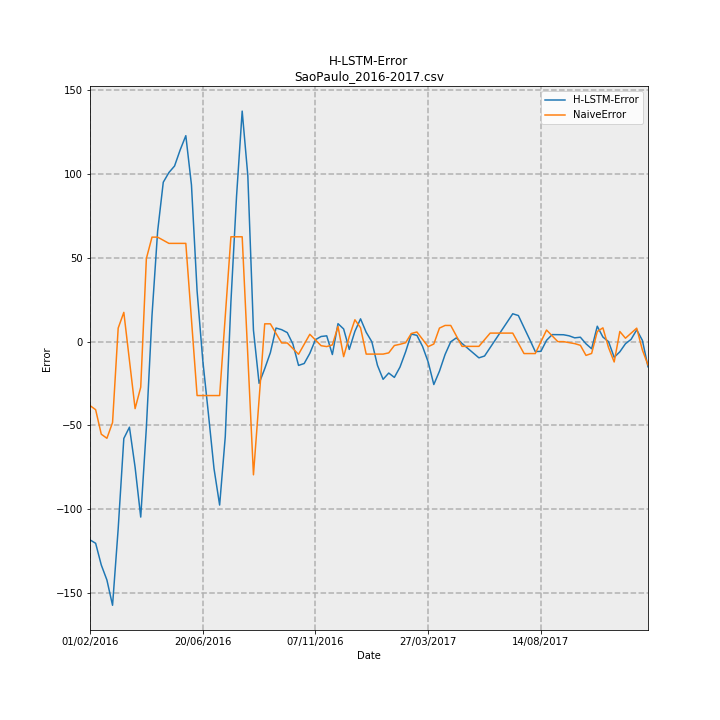 H-LSTM-Error
SaoPaulo_2016-2017.csv
H-LSTM-Error
NaiveError
150
100
50
0
−50
−100
−150
Error
01/02/2016
20/06/2016
07/11/2016
27/03/2017
14/08/2017
Date